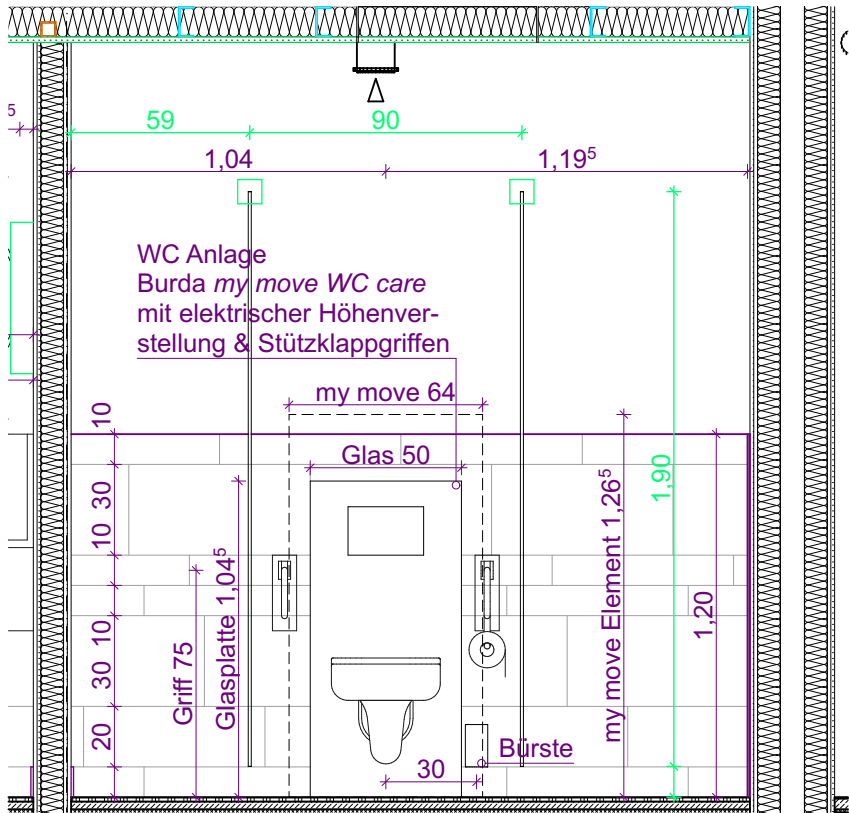 5
59
90
1,04
1,19⁵
WC Anlage
Burda my move WC care
mit elektrischer Höhenver-
stellung & Stützklappgriffen
my move 64
Glas 50
10
30
10
10
30
20
Griff 75
Glasplatte 1,04⁵
my move Element 1,26⁵
1,90
1,20
Bürste
30